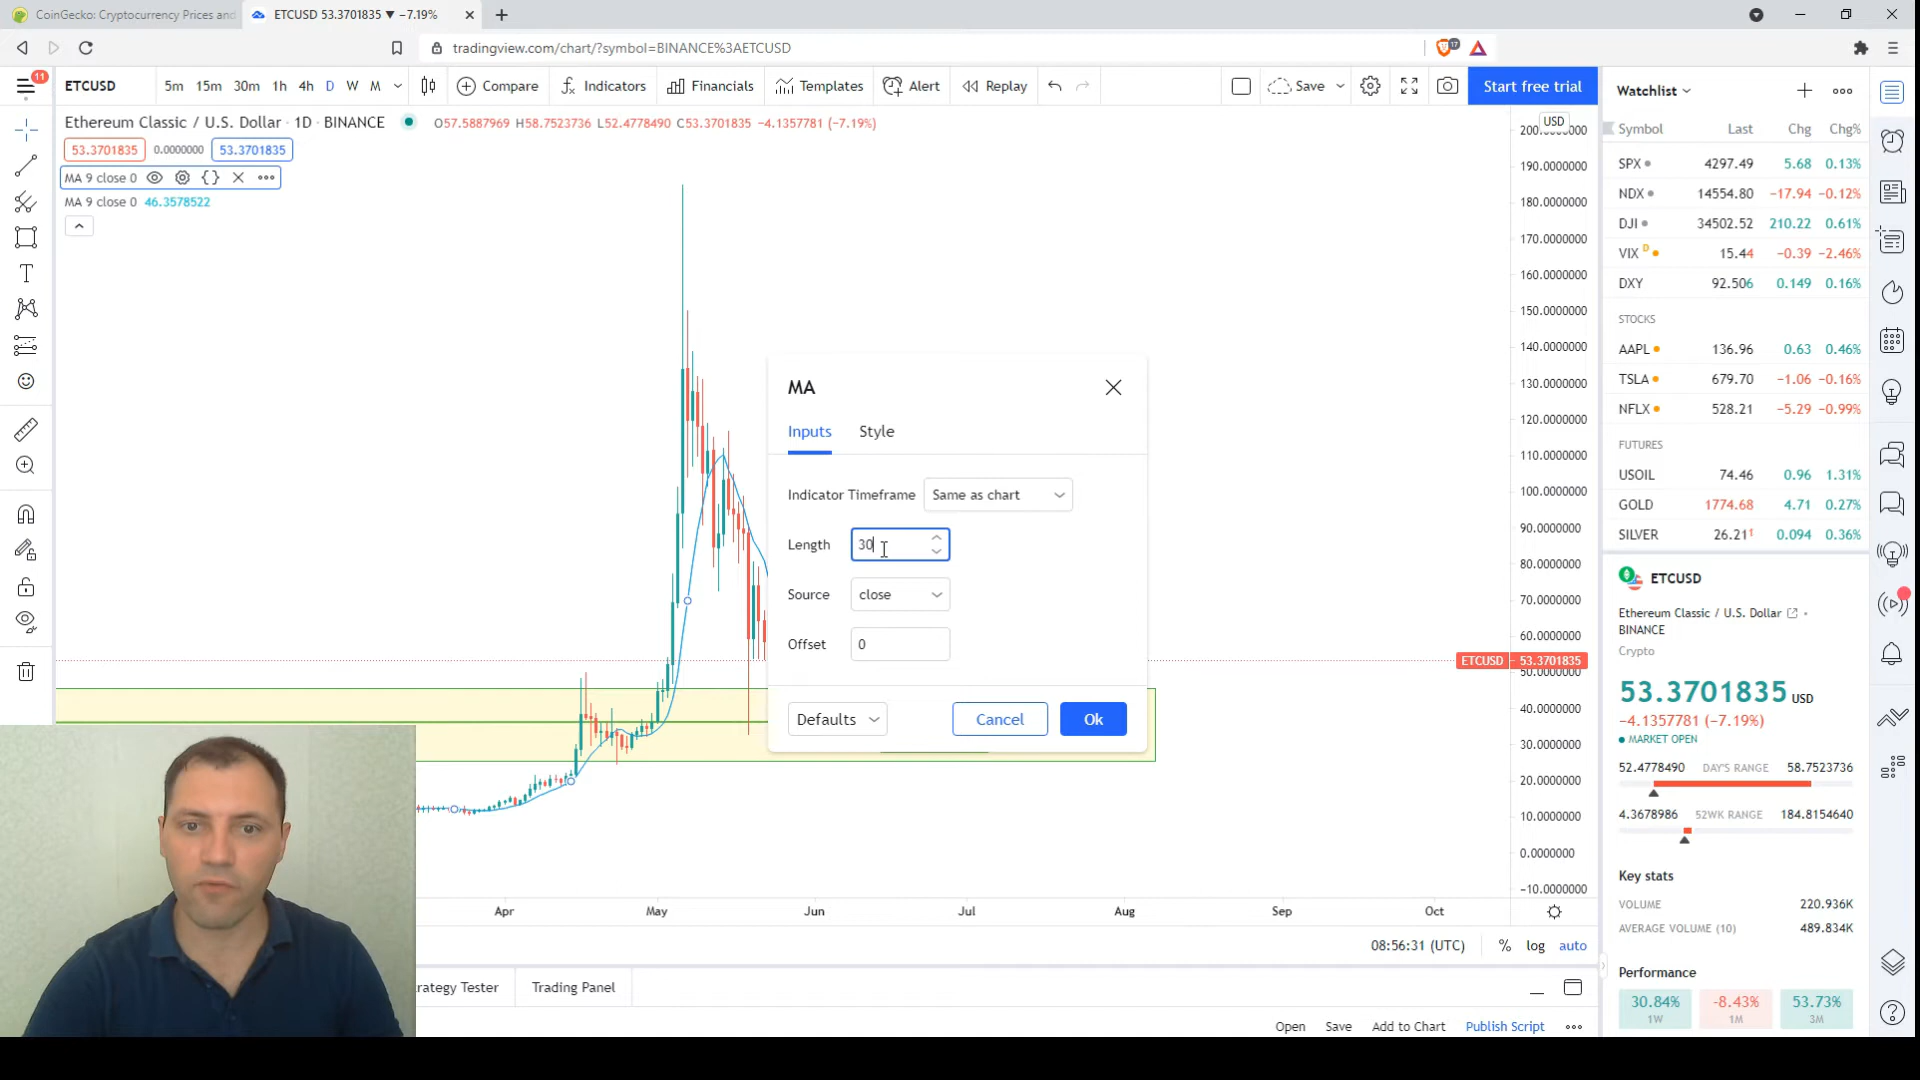 CoinGecko: Cryptocurrency Prices and
ETCUSD 53.3701835 ▼ −7.19%
tradingview.com/chart/?symbol=BINANCE%3AETCUSD
17
11
ETCUSD
5m 15m 30m 1h 4h D W M
Compare
Indicators
Financials
Templates
Alert
Replay
Save
Start free trial
Ethereum Classic / U.S. Dollar · 1D · BINANCE
O57.5887969 H58.7523736 L52.4778490 C53.3701835 −4.1357781 (−7.19%)
53.3701835 0.0000000 53.3701835
MA 9 close 0
MA 9 close 0 46.3578522
USD
190.0000000
180.0000000
170.0000000
160.0000000
150.0000000
140.0000000
130.0000000
120.0000000
110.0000000
100.0000000
90.0000000
80.0000000
70.0000000
60.0000000
ETCUSD 53.3701835
40.0000000
30.0000000
20.0000000
10.0000000
0.0000000
−10.0000000
MA
Inputs Style
Indicator Timeframe Same as chart
Length 30
Source close
Offset 0
Defaults Cancel Ok
Apr May Jun Jul Aug Sep Oct
08:56:31 (UTC) % log auto
rategy Tester Trading Panel
Open Save Add to Chart Publish Script
Watchlist
Symbol Last Chg Chg%
SPX 4297.49 5.68 0.13%
NDX 14554.80 −17.94 −0.12%
DJI 34502.52 210.22 0.61%
VIX D 15.44 −0.39 −2.46%
DXY 92.506 0.149 0.16%
STOCKS
AAPL 136.96 0.63 0.46%
TSLA 679.70 −1.06 −0.16%
NFLX 528.21 −5.29 −0.99%
FUTURES
USOIL 74.46 0.96 1.31%
GOLD 1774.68 4.71 0.27%
SILVER 26.21¹ 0.094 0.36%
ETCUSD
Ethereum Classic / U.S. Dollar
BINANCE
Crypto
53.3701835 USD
−4.1357781 (−7.19%)
MARKET OPEN
52.4778490 DAY'S RANGE 58.7523736
4.3678986 52WK RANGE 184.8154640
Key stats
VOLUME 220.936K
AVERAGE VOLUME (10) 489.834K
Performance
30.84% -8.43% 53.73%
1W 1M 3M